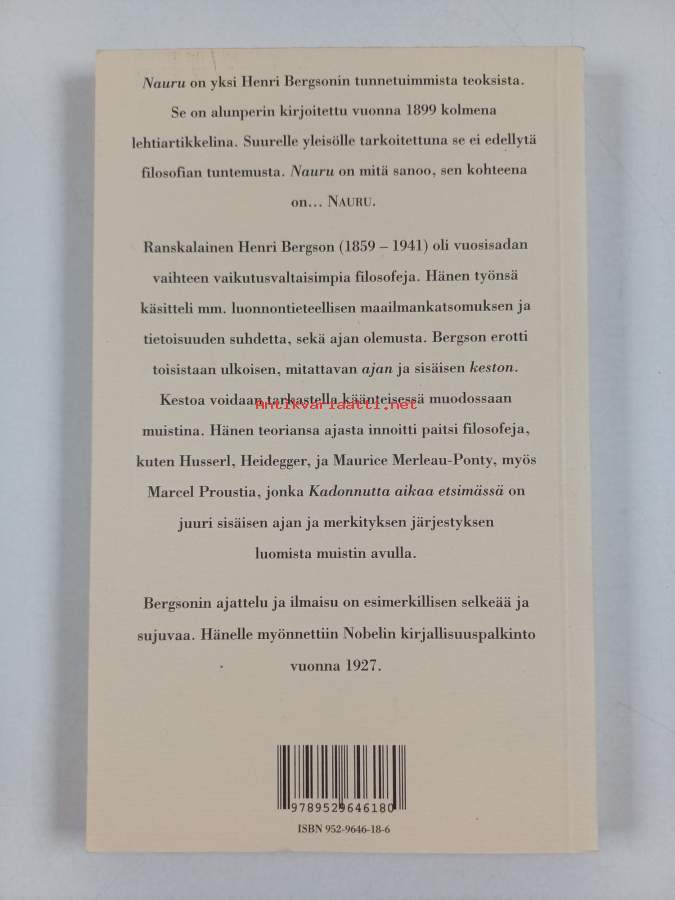 Nauru on yksi Henri Bergsonin tunnetuimmista teoksista.
Se on alunperin kirjoitettu vuonna 1899 kolmena
lehtiartikkelina. Suurelle yleisölle tarkoitettuna se ei edellytä
filosofian tuntemusta. Nauru on mitä sanoo, sen kohteena
on... NAURU.
Ranskalainen Henri Bergson (1859 – 1941) oli vuosisadan
vaihteen vaikutusvaltaisimpia filosofeja. Hänen työnsä
käsitteli mm. luonnontieteellisen maailmankatsomuksen ja
tietoisuuden suhdetta, sekä ajan olemusta. Bergson erotti
toisistaan ulkoisen, mitattavan ajan ja sisäisen keston.
Kestoa voidaan tarkastella käänteisessä muodossaan
Antikvariaatti.net
muistina. Hänen teoriansa ajasta innoitti paitsi filosofeja,
kuten Husserl, Heidegger, ja Maurice Merleau-Ponty, myös
Marcel Proustia, jonka Kadonnutta aikaa etsimässä on
juuri sisäisen ajan ja merkityksen järjestyksen
luomista muistin avulla.
Bergsonin ajattelu ja ilmaisu on esimerkillisen selkeää ja
sujuvaa. Hänelle myönnettiin Nobelin kirjallisuuspalkinto
vuonna 1927.
9789529646180
ISBN 952-9646-18-6